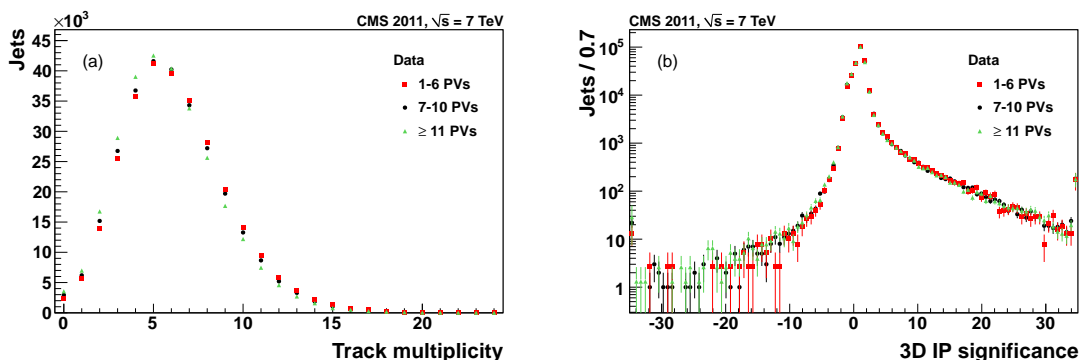 ×10³
CMS 2011, √s = 7 TeV
Jets
45
40
35
30
25
20
15
10
5
0
(a)
Data
1-6 PVs
7-10 PVs
≥ 11 PVs
0 5 10 15 20
Track multiplicity
CMS 2011, √s = 7 TeV
Jets / 0.7
10⁵
10⁴
10³
10²
10
1
(b)
Data
1-6 PVs
7-10 PVs
≥ 11 PVs
-30 -20 -10 0 10 20 30
3D IP significance